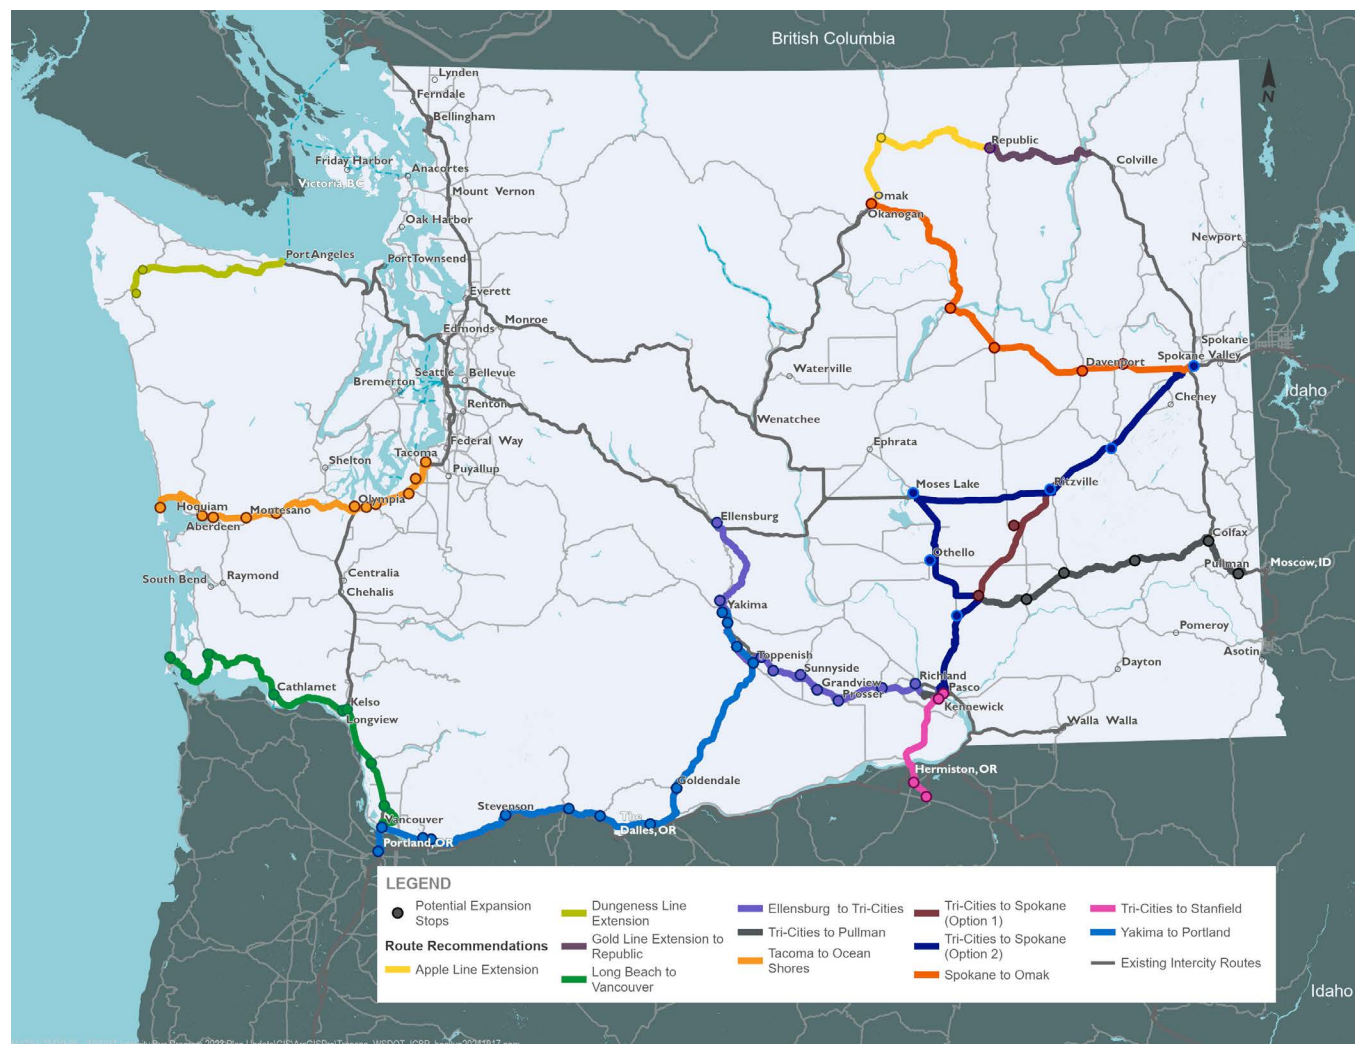 British Columbia
N
Lynden
Ferndale
Bellingham
Friday Harbor
Victoria BC
Anacortes
Mount Vernon
Oak Harbor
Port Angeles
Port Townsend
Everett
Monroe
Edmonds
Seattle
Bellevue
Bremerton
Renton
Federal Way
Tacoma
Puyallup
Shelton
Olympia
Hoquiam
Aberdeen
Montesano
Centralia
Chehalis
South Bend
Raymond
Cathlamet
Kelso
Longview
Vancouver
Portland, OR
Stevenson
The
Dalles, OR
Goldendale
Republic
Colville
Omak
Okanogan
Newport
Waterville
Wenatchee
Davenport
Spokane
Spokane Valley
Cheney
Idaho
Ephrata
Moses Lake
Ritzville
Ellensburg
Othello
Colfax
Pullman
Moscow, ID
Yakima
Toppenish
Sunnyside
Grandview
Prosser
Richland
Pasco
Kennewick
Pomeroy
Dayton
Asotin
Walla Walla
Hermiston, OR
LEGEND
Potential Expansion
Stops
Route Recommendations
Apple Line Extension
Dungeness Line
Extension
Gold Line Extension to
Republic
Long Beach to
Vancouver
Ellensburg to Tri-Cities
Tri-Cities to Pullman
Tacoma to Ocean
Shores
Tri-Cities to Spokane
(Option 1)
Tri-Cities to Spokane
(Option 2)
Spokane to Omak
Tri-Cities to Stanfield
Yakima to Portland
Existing Intercity Routes
Idaho